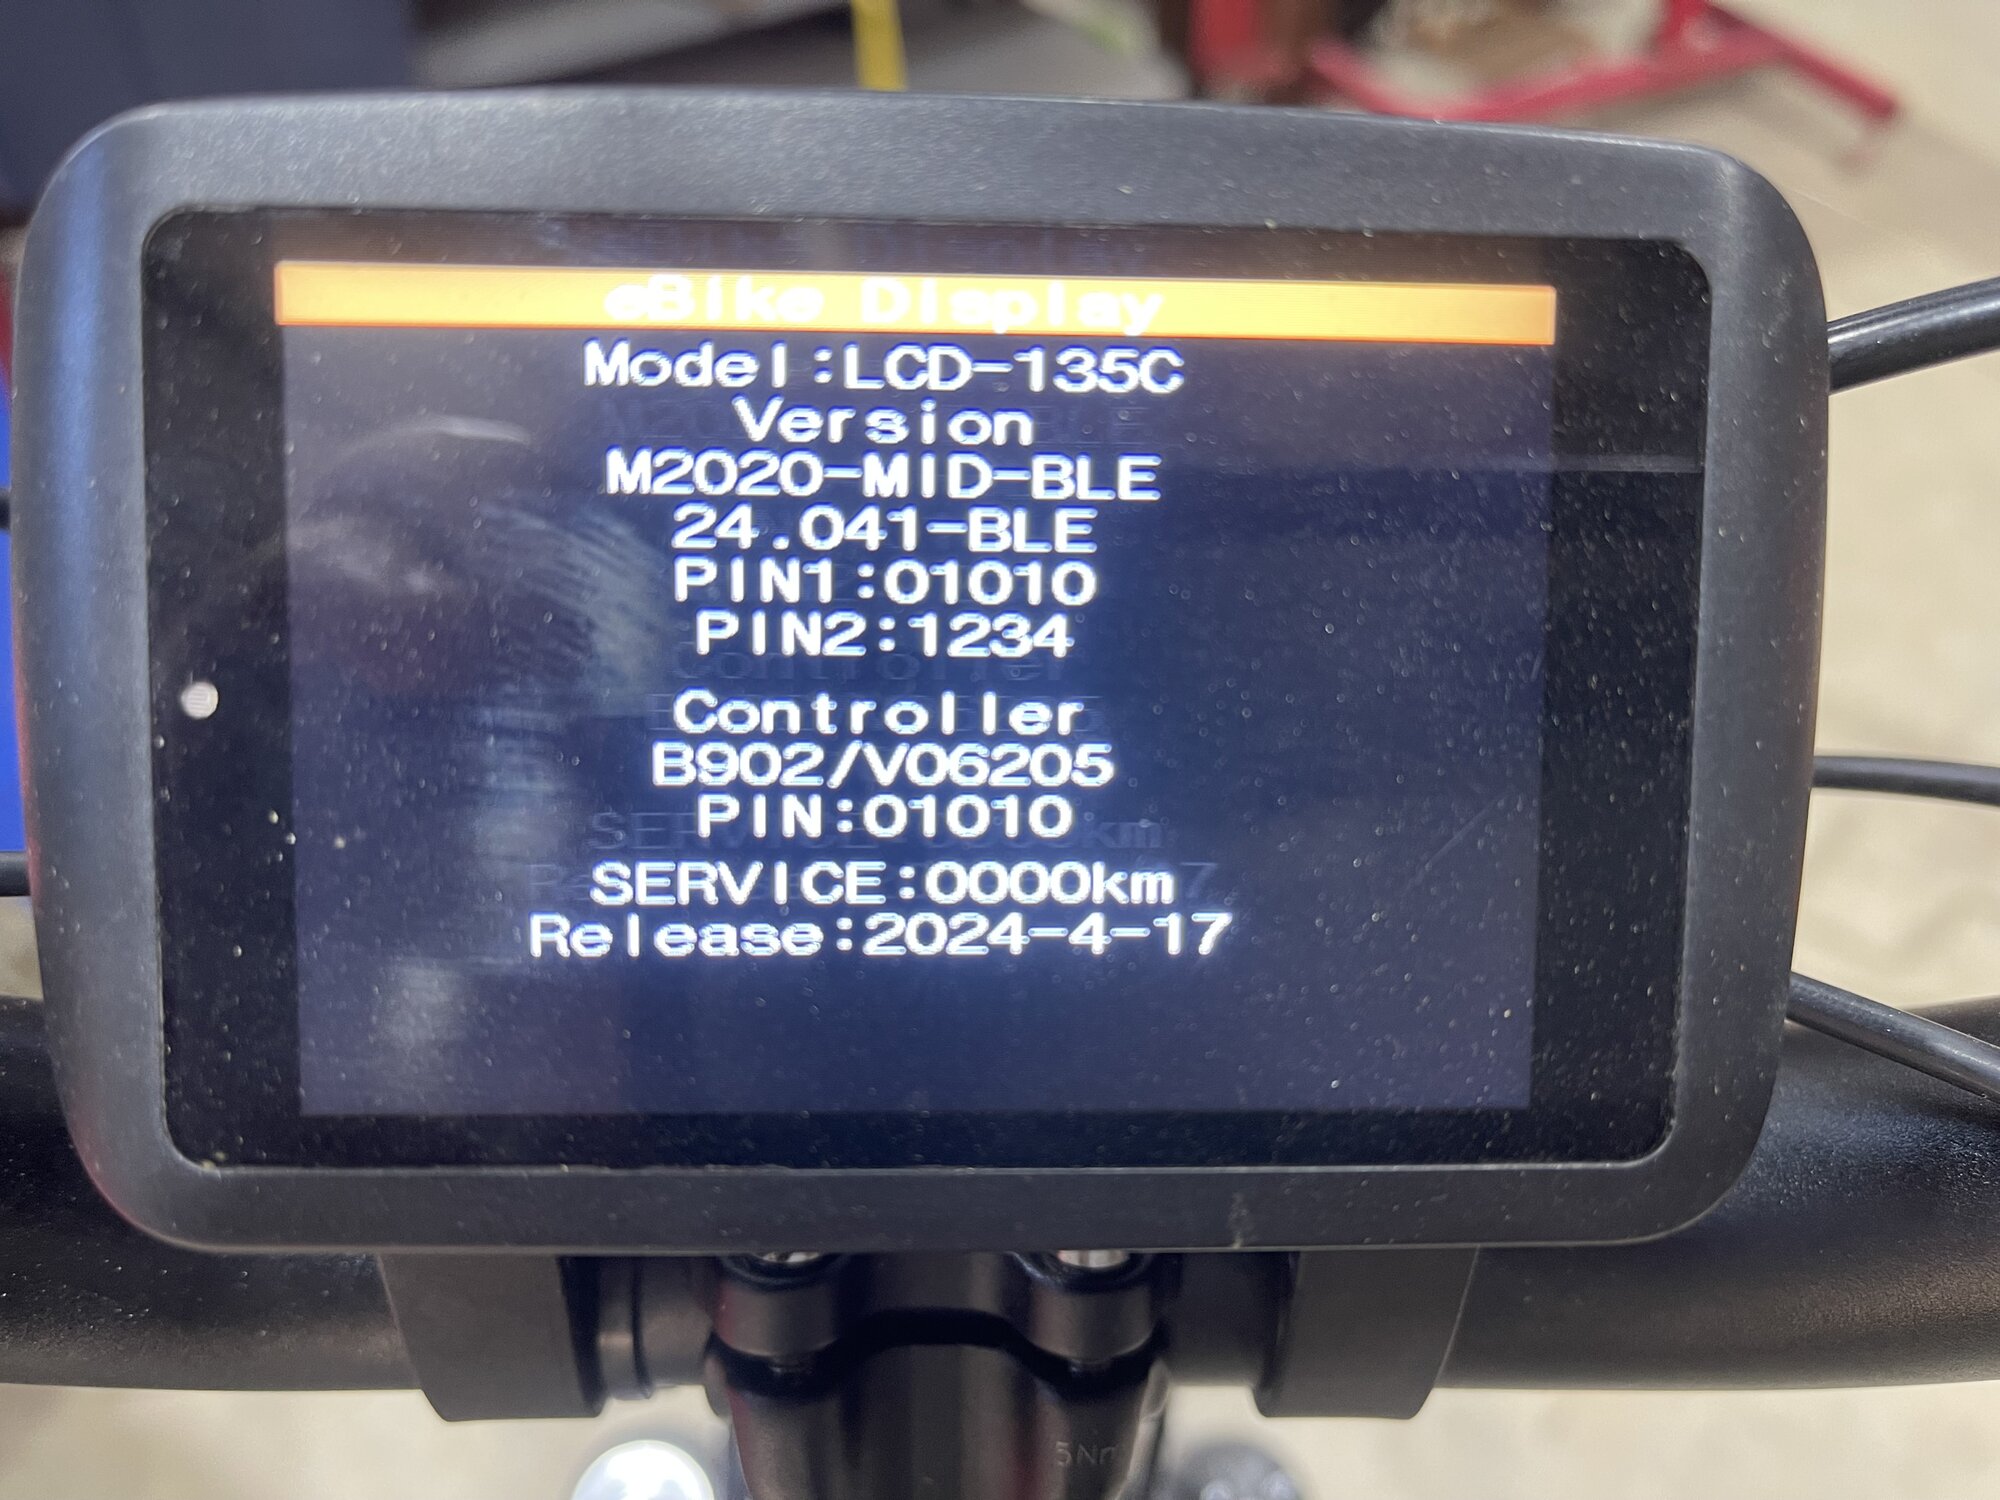 eBike Display
Model:LCD-135C
Version
M2020-MID-BLE
24.041-BLE
PIN1:01010
PIN2:1234
Controller
B902/V06205
PIN:01010
SERVICE:0000km
Release:2024-4-17